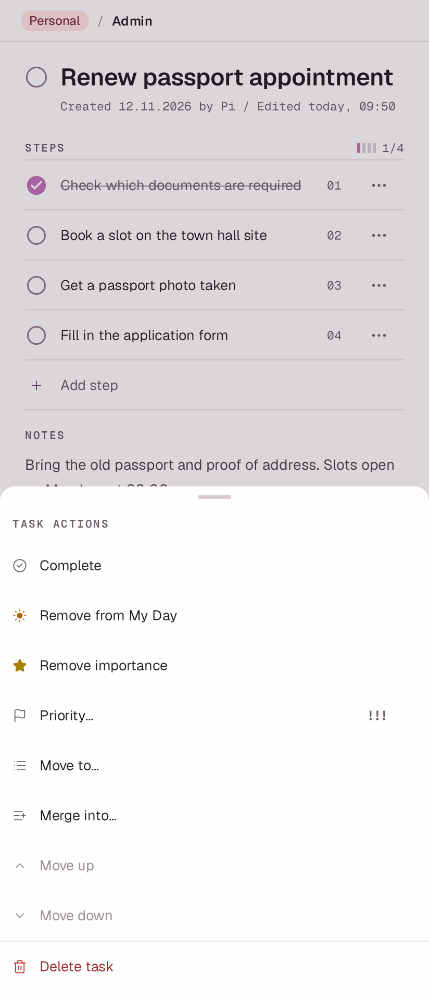 Personal / Admin
Renew passport appointment
Created 12.11.2026 by Pi / Edited today, 09:50
STEPS 1/4
Check which documents are required 01
Book a slot on the town hall site 02
Get a passport photo taken 03
Fill in the application form 04
Add step
NOTES
Bring the old passport and proof of address. Slots open
TASK ACTIONS
Complete
Remove from My Day
Remove importance
Priority… !!!
Move to…
Merge into…
Move up
Move down
Delete task